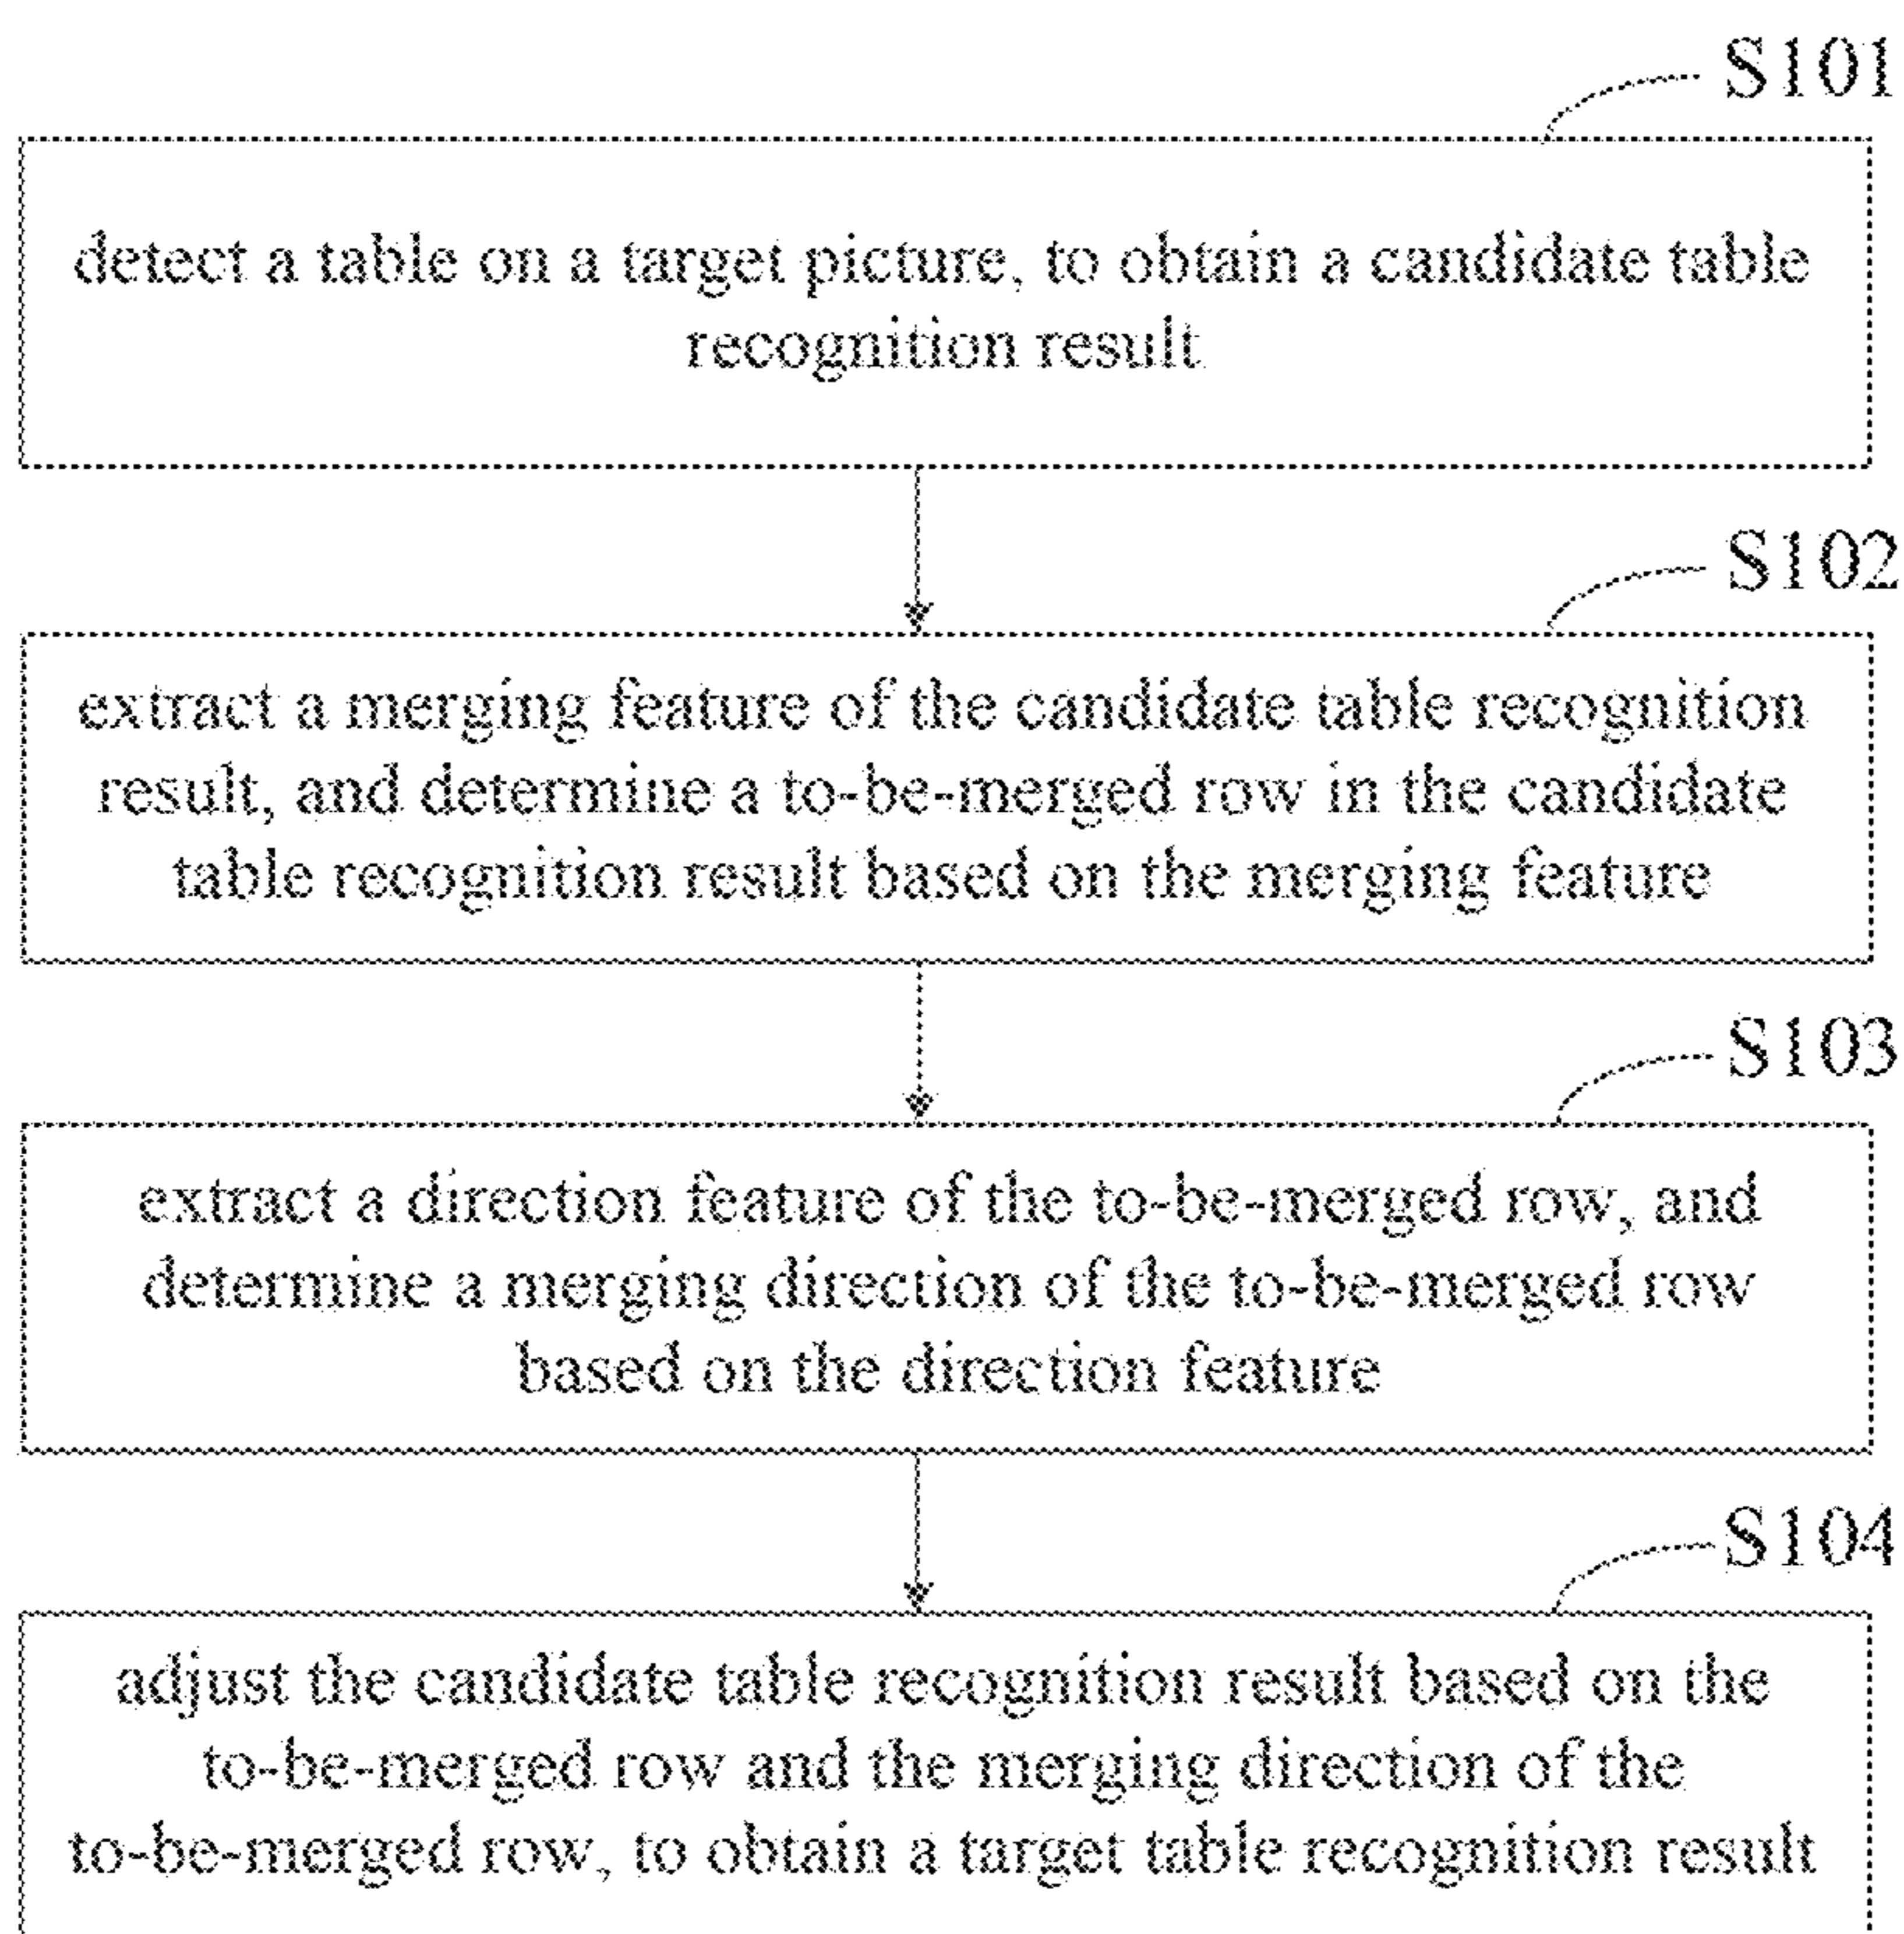 S101
detect a table on a target picture, to obtain a candidate table
recognition result
S102
extract a merging feature of the candidate table recognition
result, and determine a to-be-merged row in the candidate
table recognition result based on the merging feature
S103
extract a direction feature of the to-be-merged row, and
determine a merging direction of the to-be-merged row
based on the direction feature
S104
adjust the candidate table recognition result based on the
to-be-merged row and the merging direction of the
to-be-merged row, to obtain a target table recognition result